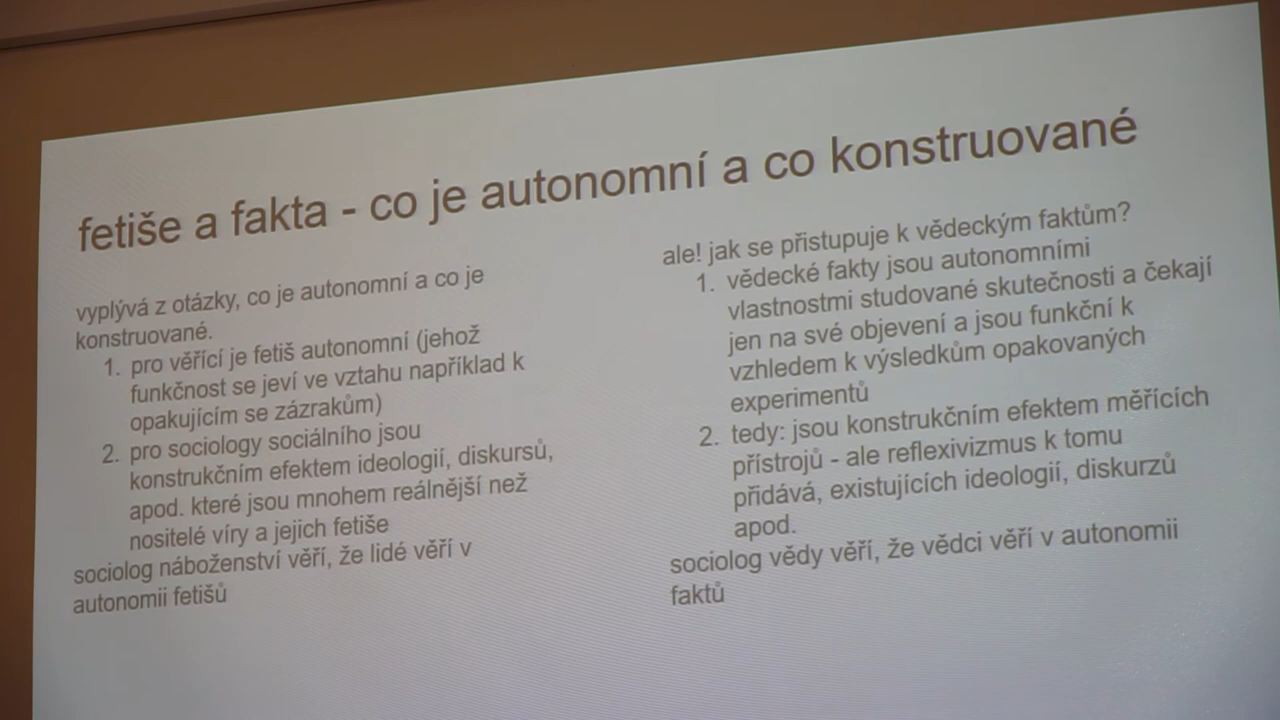 fetiše a fakta - co je autonomní a co konstruované
vyplývá z otázky, co je autonomní a co je
konstruované.
1. pro věřící je fetiš autonomní (jehož
funkčnost se jeví ve vztahu například k
opakujícím se zázrakům)
2. pro sociology sociálního jsou
konstrukčním efektem ideologií, diskursů,
apod. které jsou mnohem reálnější než
nositelé víry a jejich fetiše
sociolog náboženství věří, že lidé věří v
autonomii fetišů
ale! jak se přistupuje k vědeckým faktům?
1. vědecké fakty jsou autonomními
vlastnostmi studované skutečnosti a čekají
jen na své objevení a jsou funkční k
vzhledem k výsledkům opakovaných
experimentů
2. tedy: jsou konstrukčním efektem měřících
přístrojů - ale reflexivizmus k tomu
přidává, existujících ideologií, diskurzů
apod.
sociolog vědy věří, že vědci věří v autonomii
faktů